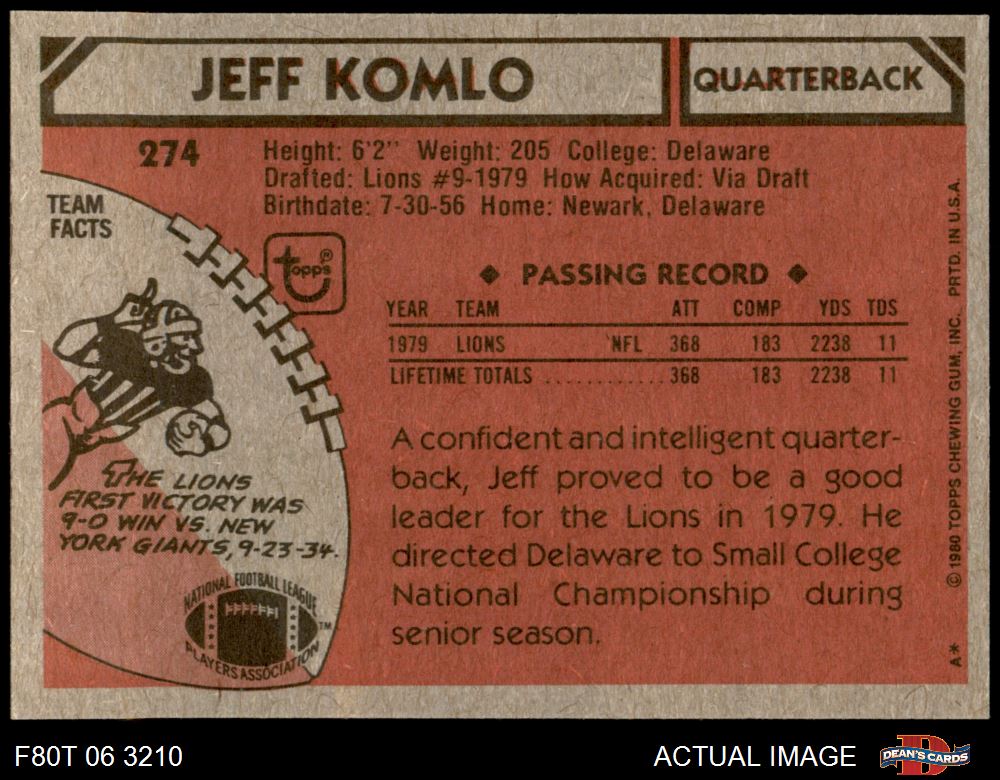 JEFF KOMLO
QUARTERBACK
274
Height: 6'2" Weight: 205 College: Delaware
Drafted: Lions #9-1979 How Acquired: Via Draft
Birthdate: 7-30-56 Home: Newark, Delaware
TEAM
FACTS
topps®
◆ PASSING RECORD ◆
YEAR TEAM ATT COMP YDS TDS
1979 LIONS NFL 368 183 2238 11
LIFETIME TOTALS ............ 368 183 2238 11
A confident and intelligent quarter-
back, Jeff proved to be a good
leader for the Lions in 1979. He
directed Delaware to Small College
National Championship during
senior season.
THE LIONS
FIRST VICTORY WAS
9-0 WIN VS. NEW
YORK GIANTS, 9-23-34.
NATIONAL FOOTBALL LEAGUE
PLAYERS ASSOCIATION
TM
A* © 1980 TOPPS CHEWING GUM, INC. PRTD. IN U.S.A.
F80T 06 3210
ACTUAL IMAGE
D
DEAN'S CARDS